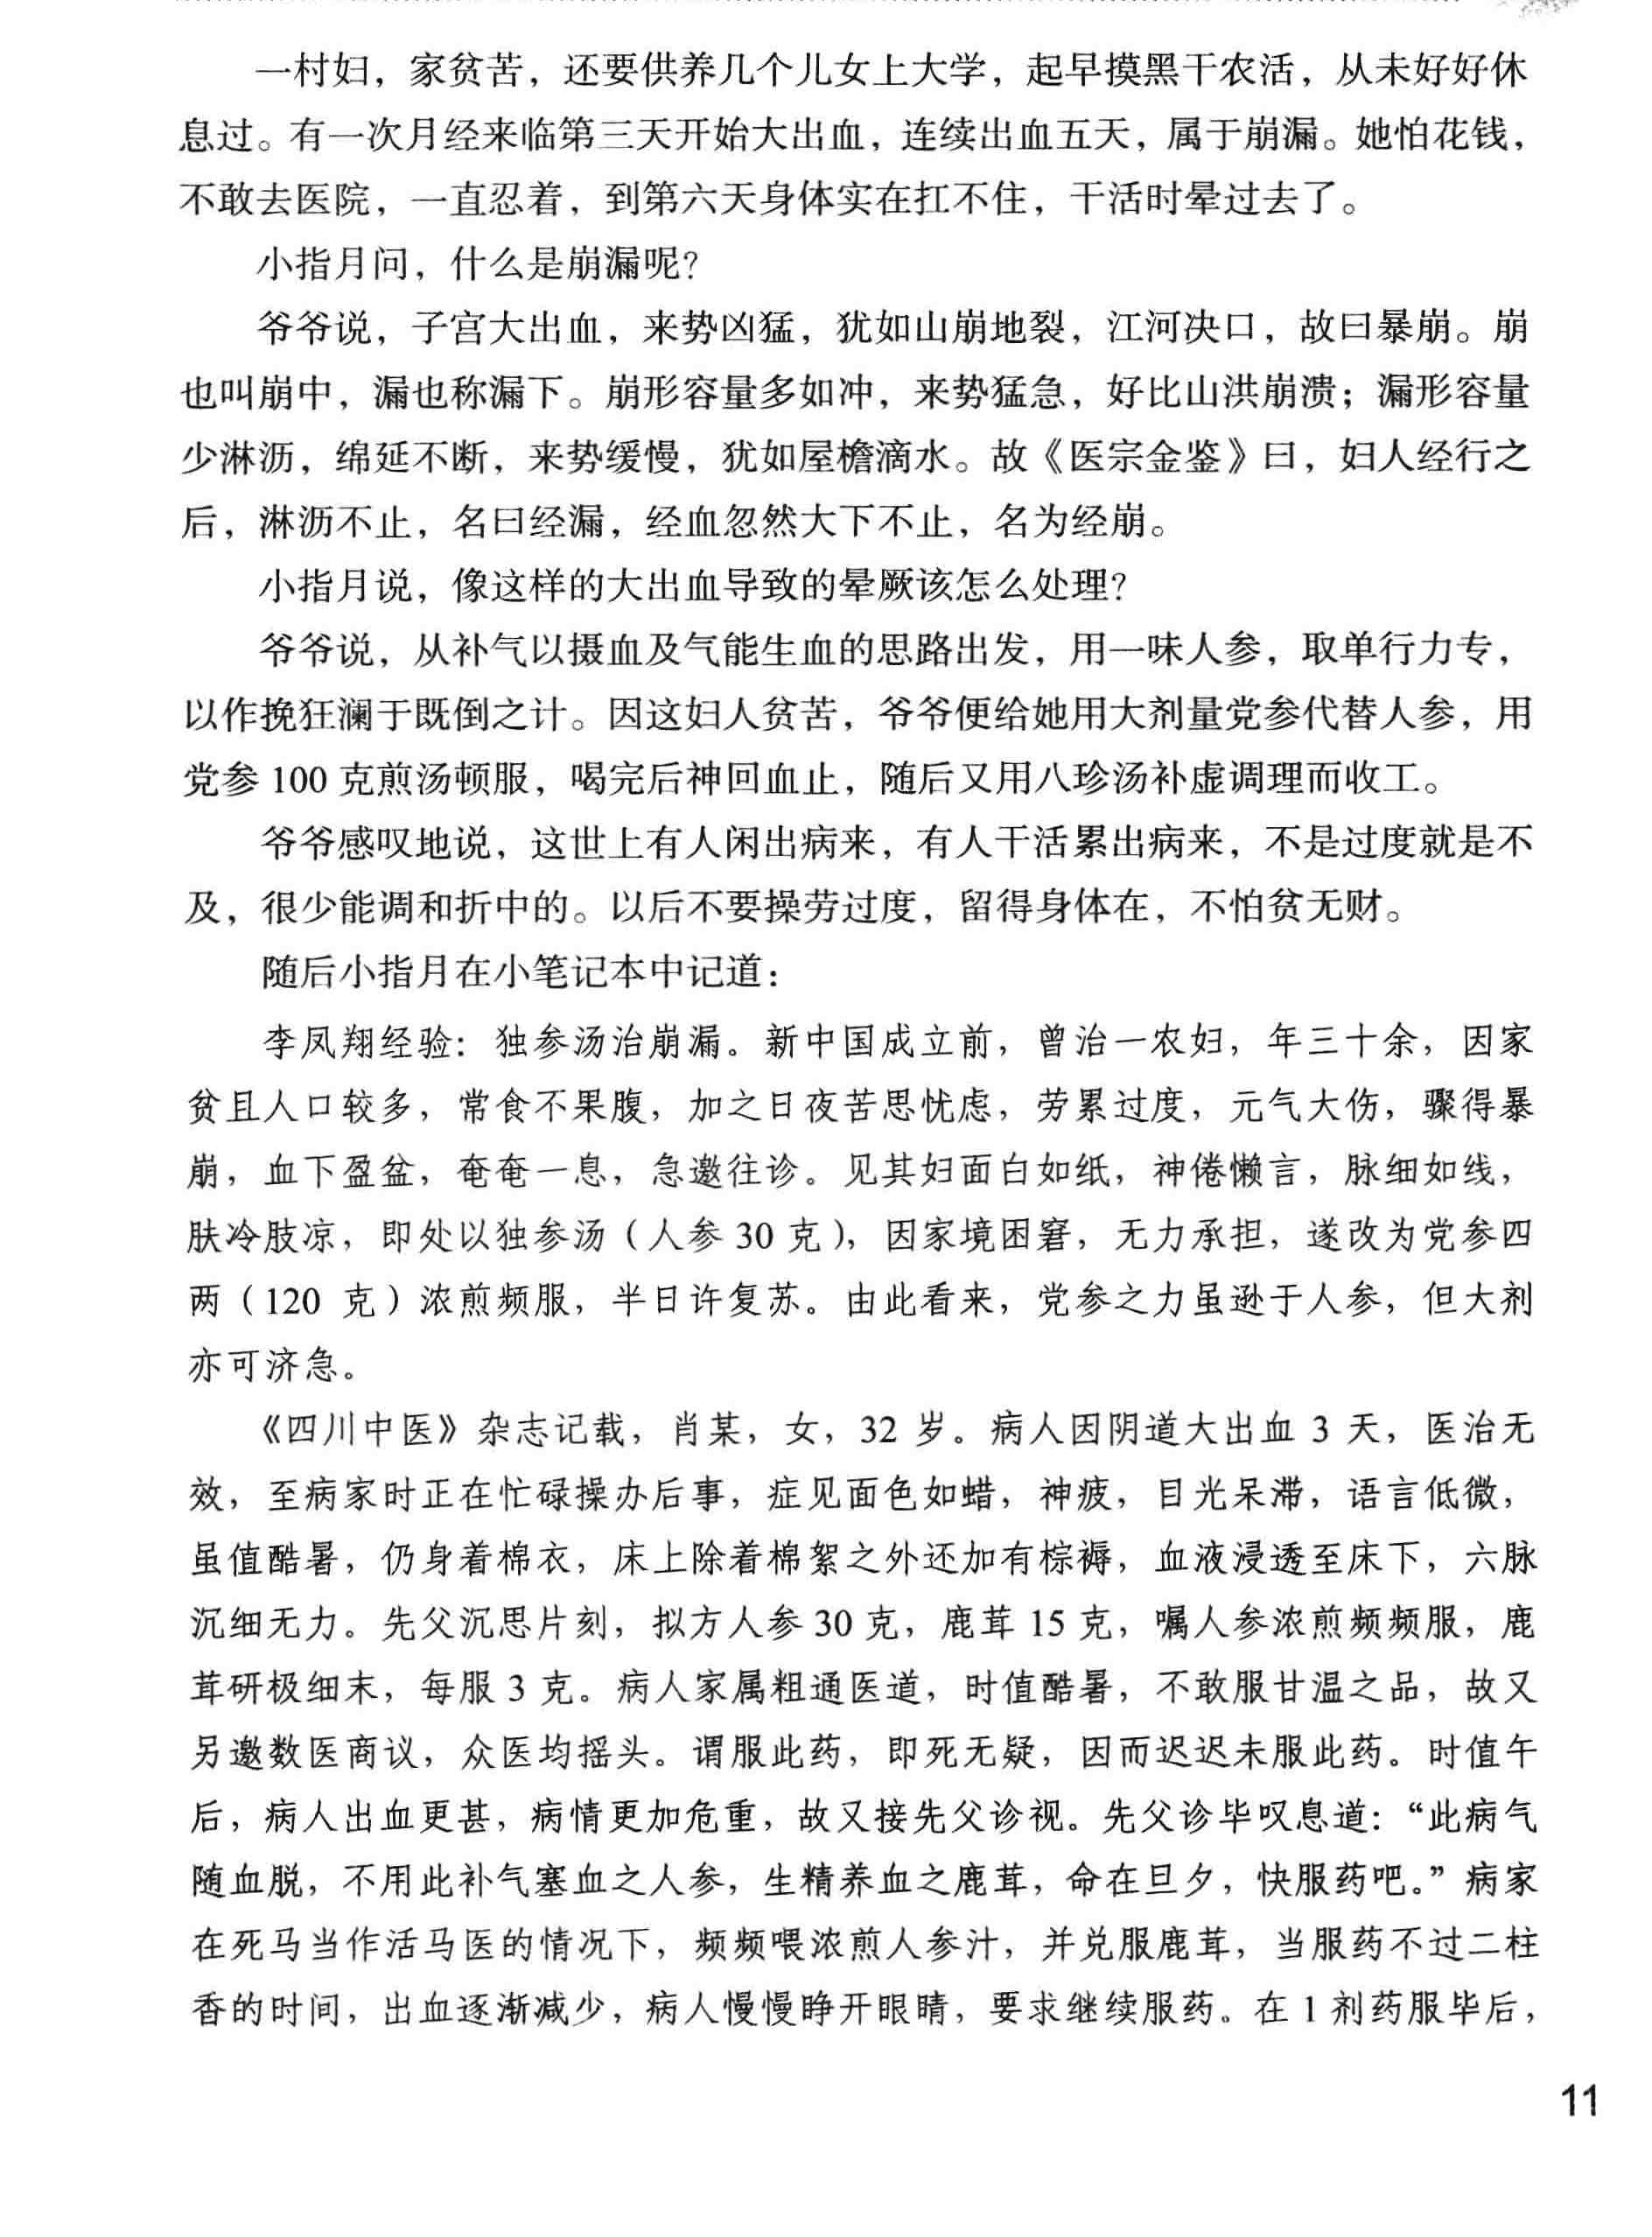 一村妇，家贫苦，还要供养几个儿女上大学，起早摸黑干农活，从未好好休
息过。有一次月经来临第三天开始大出血，连续出血五天，属于崩漏。她怕花钱，
不敢去医院，一直忍着，到第六天身体实在扛不住，干活时晕过去了。
小指月问，什么是崩漏呢？
爷爷说，子宫大出血，来势凶猛，犹如山崩地裂，江河决口，故曰暴崩。崩
也叫崩中，漏也称漏下。崩形容量多如冲，来势猛急，好比山洪崩溃；漏形容量
少淋沥，绵延不断，来势缓慢，犹如屋檐滴水。故《医宗金鉴》曰，妇人经行之
后，淋沥不止，名曰经漏，经血忽然大下不止，名为经崩。
小指月说，像这样的大出血导致的晕厥该怎么处理？
爷爷说，从补气以摄血及气能生血的思路出发，用一味人参，取单行力专，
以作挽狂澜于既倒之计。因这妇人贫苦，爷爷便给她用大剂量党参代替人参，用
党参 100 克煎汤顿服，喝完后神回血止，随后又用八珍汤补虚调理而收工。
爷爷感叹地说，这世上有人闲出病来，有人干活累出病来，不是过度就是不
及，很少能调和折中的。以后不要操劳过度，留得身体在，不怕贫无财。
随后小指月在小笔记本中记道：
李凤翔经验：独参汤治崩漏。新中国成立前，曾治一农妇，年三十余，因家
贫且人口较多，常食不果腹，加之日夜苦思忧虑，劳累过度，元气大伤，骤得暴
崩，血下盈盆，奄奄一息，急邀往诊。见其妇面白如纸，神倦懒言，脉细如线，
肤冷肢凉，即处以独参汤（人参 30 克），因家境困窘，无力承担，遂改为党参四
两（120 克）浓煎频服，半日许复苏。由此看来，党参之力虽逊于人参，但大剂
亦可济急。
《四川中医》杂志记载，肖某，女，32 岁。病人因阴道大出血 3 天，医治无
效，至病家时正在忙碌操办后事，症见面色如蜡，神疲，目光呆滞，语言低微，
虽值酷暑，仍身着棉衣，床上除着棉絮之外还加有棕褥，血液浸透至床下，六脉
沉细无力。先父沉思片刻，拟方人参 30 克，鹿茸 15 克，嘱人参浓煎频频服，鹿
茸研极细末，每服 3 克。病人家属粗通医道，时值酷暑，不敢服甘温之品，故又
另邀数医商议，众医均摇头。谓服此药，即死无疑，因而迟迟未服此药。时值午
后，病人出血更甚，病情更加危重，故又接先父诊视。先父诊毕叹息道：“此病气
随血脱，不用此补气塞血之人参，生精养血之鹿茸，命在旦夕，快服药吧。”病家
在死马当作活马医的情况下，频频喂浓煎人参汁，并兑服鹿茸，当服药不过二柱
香的时间，出血逐渐减少，病人慢慢睁开眼睛，要求继续服药。在 1 剂药服毕后，
11